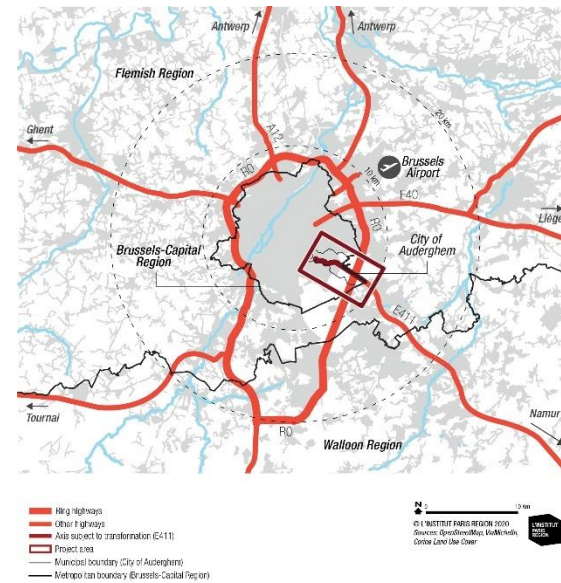 Antwerp
Antwerp
Flemish Region
Ghent
A12
R0
20 km
10 km
Brussels
Airport
E40
R0
Liège
Brussels-Capital
Region
City of
Auderghem
E411
Tournai
R0
Walloon Region
Namur
Ring highways
Other highways
Axis subject to transformation (E411)
Project area
Municipal boundary (City of Auderghem)
Metropolitan boundary (Brussels-Capital Region)
N
0 10 km
© L'INSTITUT PARIS REGION 2020
Sources: OpenStreetMap, ViaMichelin,
Corine Land Use Cover
L'INSTITUT
PARIS
REGION